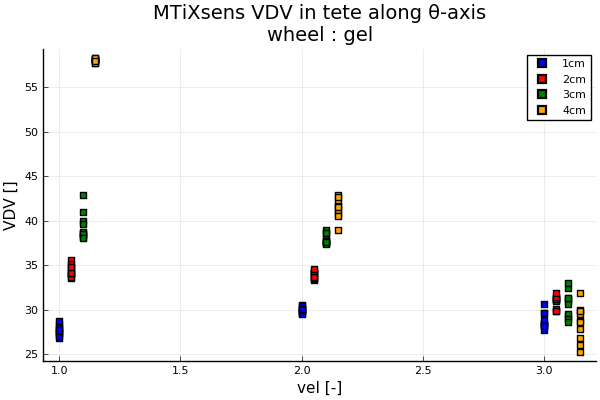 MTiXsens VDV in tete along θ-axis
wheel : gel
VDV []
55
50
45
40
35
30
25
1cm
2cm
3cm
4cm
1.0
1.5
2.0
2.5
3.0
vel [-]